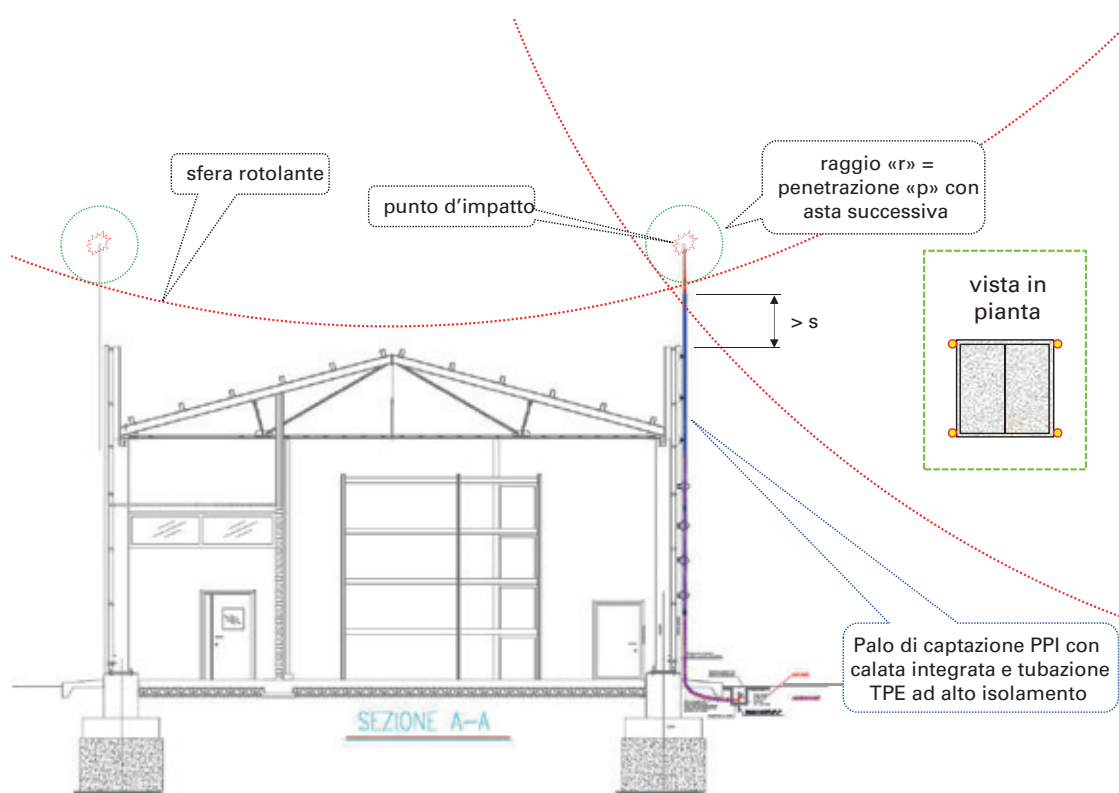 sfera rotolante
punto d’impatto
raggio «r» =
penetrazione «p» con
asta successiva
vista in
pianta
> s
Palo di captazione PPI con
calata integrata e tubazione
TPE ad alto isolamento
SEZIONE A-A